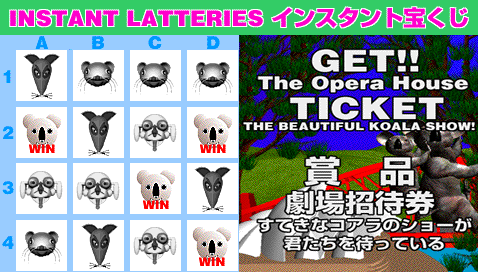 INSTANT LATTERIES インスタント宝くじ
A B C D
1
2 WIN WIN
3 WIN
4 WIN
GET!!
The Opera House
TICKET
THE BEAUTIFUL KOALA SHOW!
賞 品
劇場招待券
すてきなコアラのショーが
君たちを待っている